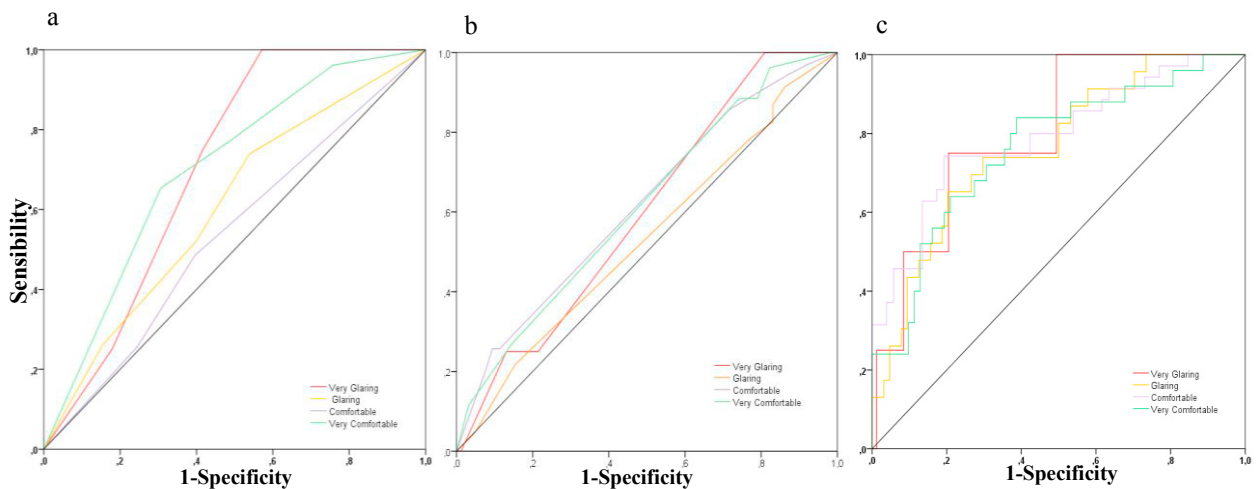 a
1,0
,8
,6
,4
,2
,0
Sensibility
Very Glaring
Glaring
Comfortable
Very Comfortable
,0 ,2 ,4 ,6 ,8 1,0
1-Specificity
b
1,0
,8
,6
,4
,2
,0
Very Glaring
Glaring
Comfortable
Very Comfortable
,0 ,2 ,4 ,6 ,8 1,0
1-Specificity
c
1,0
,8
,6
,4
,2
,0
Very Glaring
Glaring
Comfortable
Very Comfortable
,0 ,2 ,4 ,6 ,8 1,0
1-Specificity